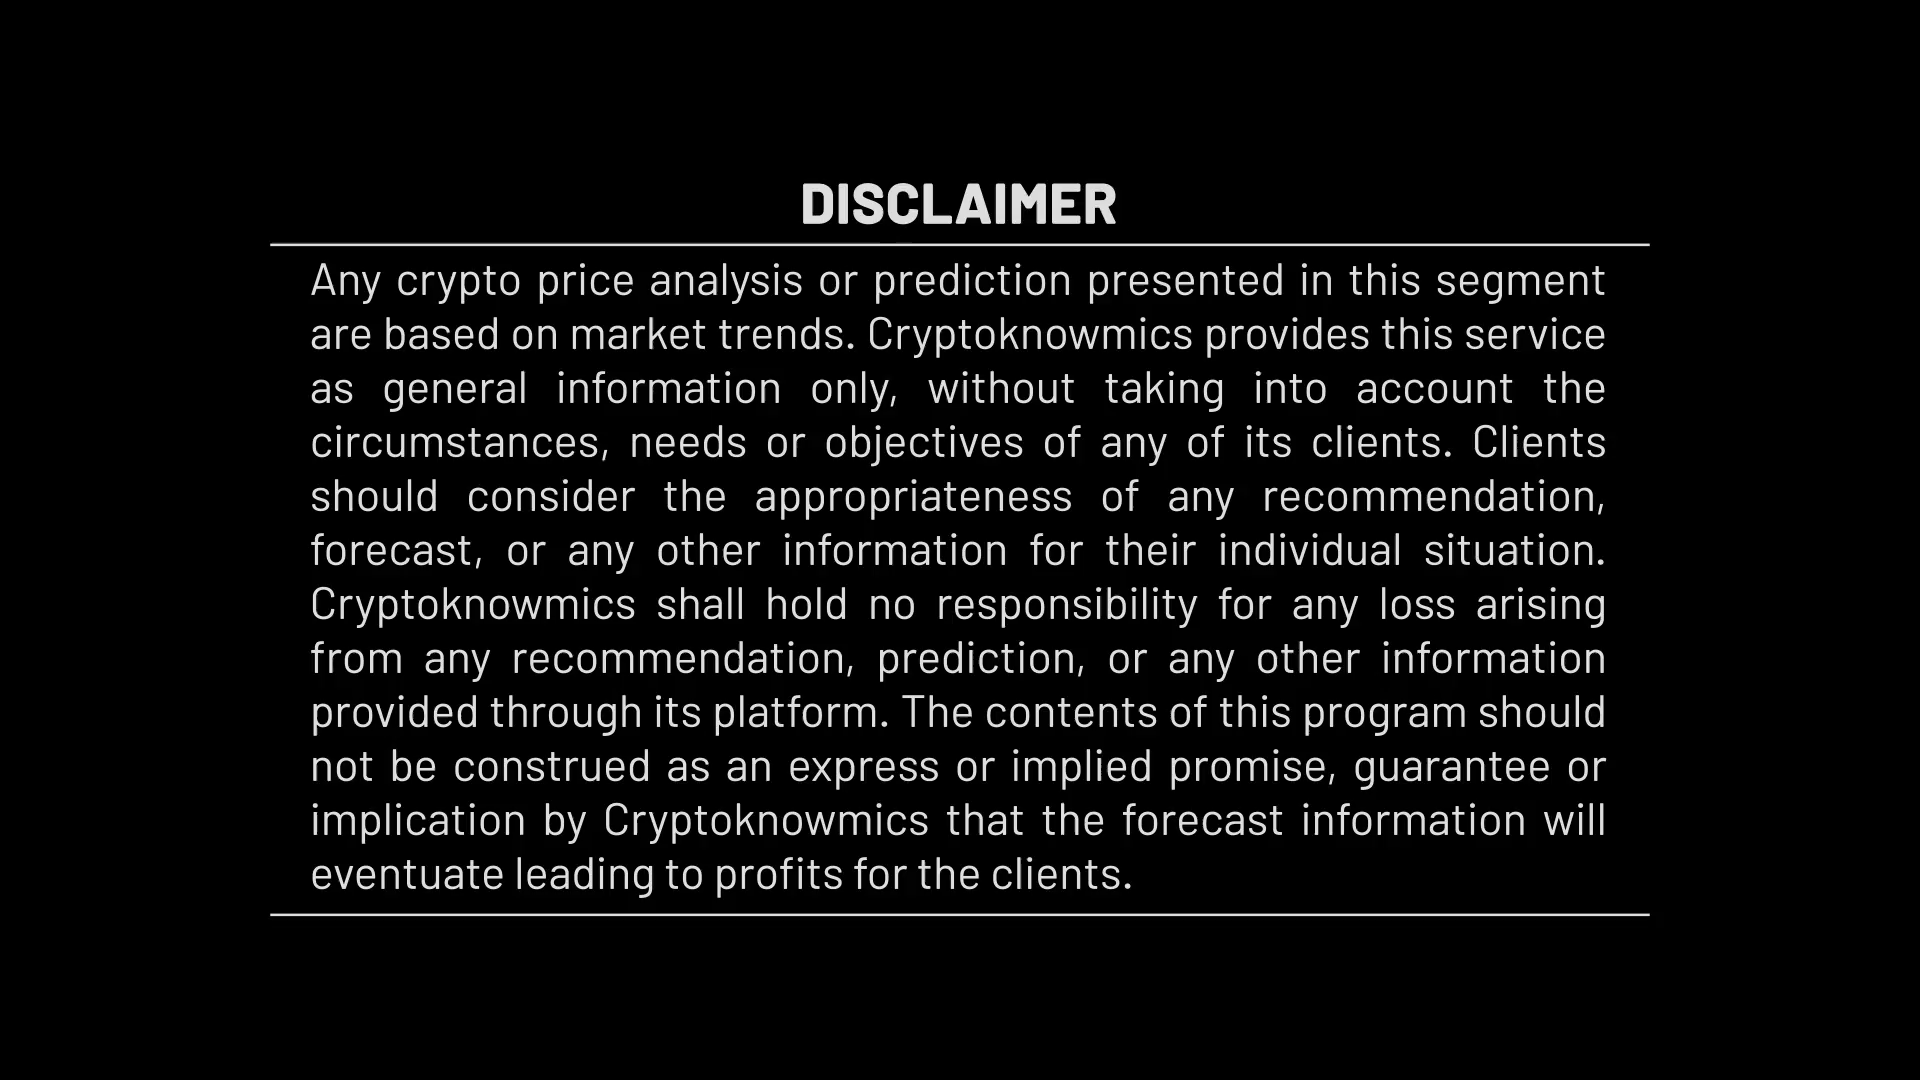 DISCLAIMER
Any crypto price analysis or prediction presented in this segment
are based on market trends. Cryptoknowmics provides this service
as general information only, without taking into account the
circumstances, needs or objectives of any of its clients. Clients
should consider the appropriateness of any recommendation,
forecast, or any other information for their individual situation.
Cryptoknowmics shall hold no responsibility for any loss arising
from any recommendation, prediction, or any other information
provided through its platform. The contents of this program should
not be construed as an express or implied promise, guarantee or
implication by Cryptoknowmics that the forecast information will
eventuate leading to profits for the clients.